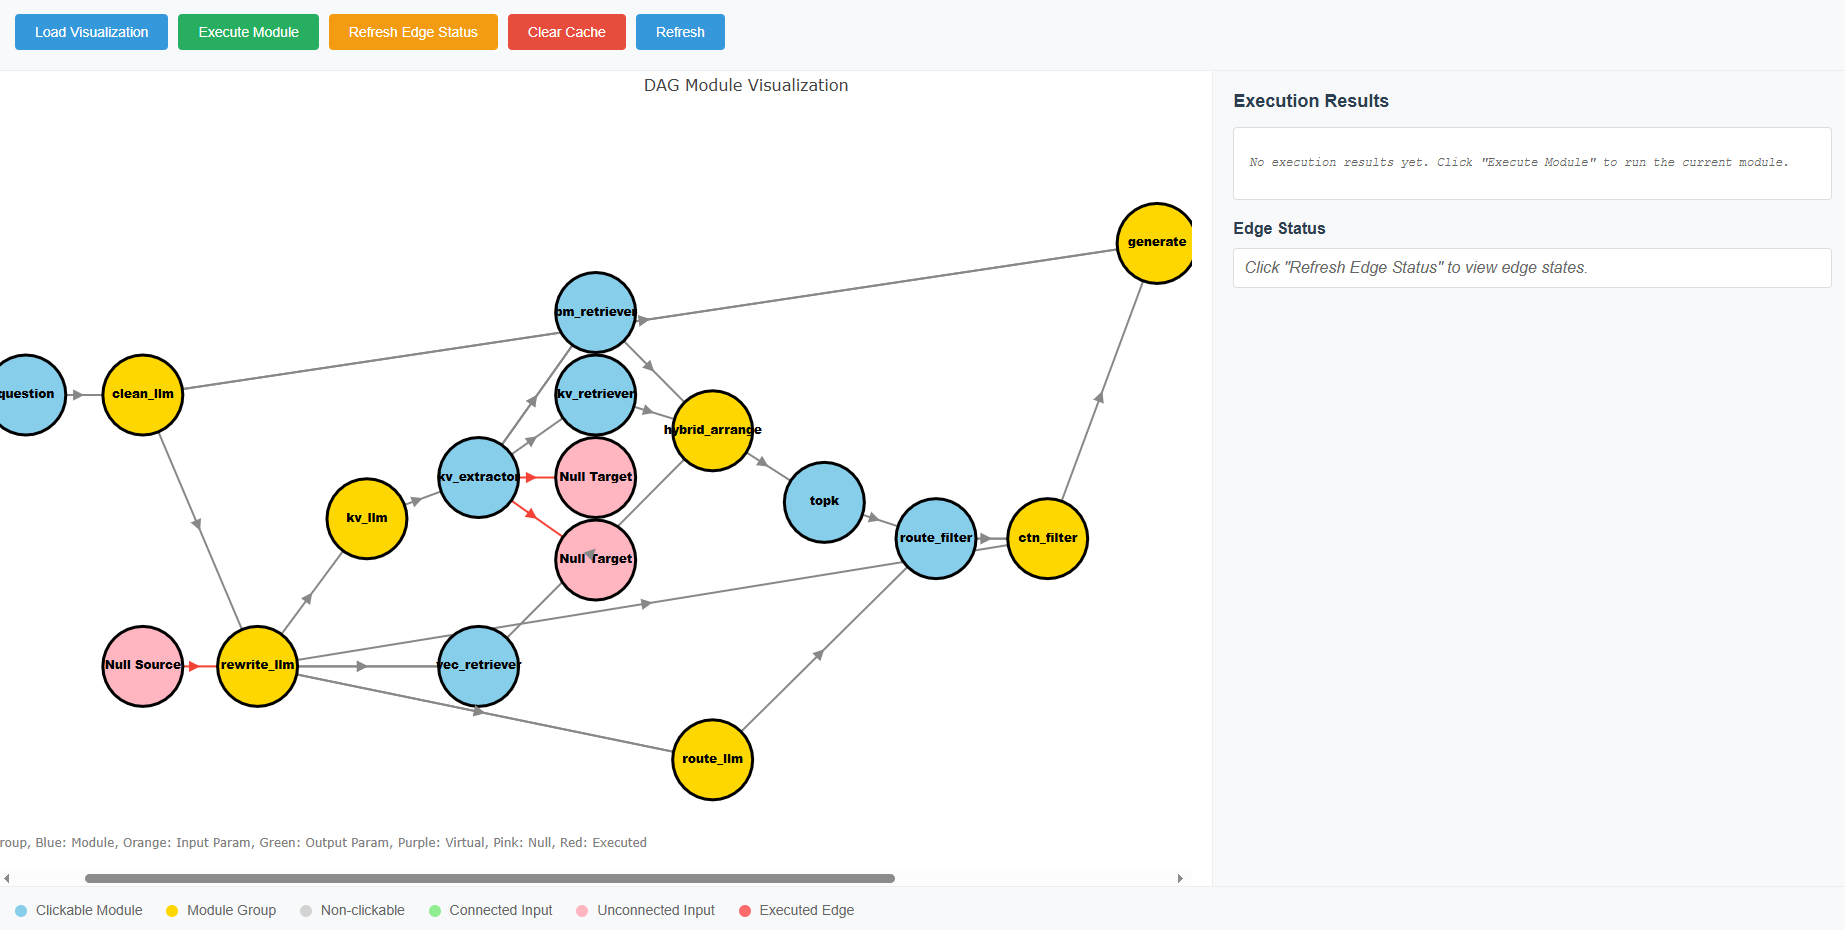 Load Visualization
Execute Module
Refresh Edge Status
Clear Cache
Refresh
DAG Module Visualization
generate
bm_retriever
question
clean_llm
kv_retriever
hybrid_arrange
kv_extractor
Null Target
topk
kv_llm
route_filter
ctn_filter
Null Target
Null Source
rewrite_llm
vec_retriever
route_llm
roup, Blue: Module, Orange: Input Param, Green: Output Param, Purple: Virtual, Pink: Null, Red: Executed
Execution Results
No execution results yet. Click "Execute Module" to run the current module.
Edge Status
Click "Refresh Edge Status" to view edge states.
Clickable Module
Module Group
Non-clickable
Connected Input
Unconnected Input
Executed Edge